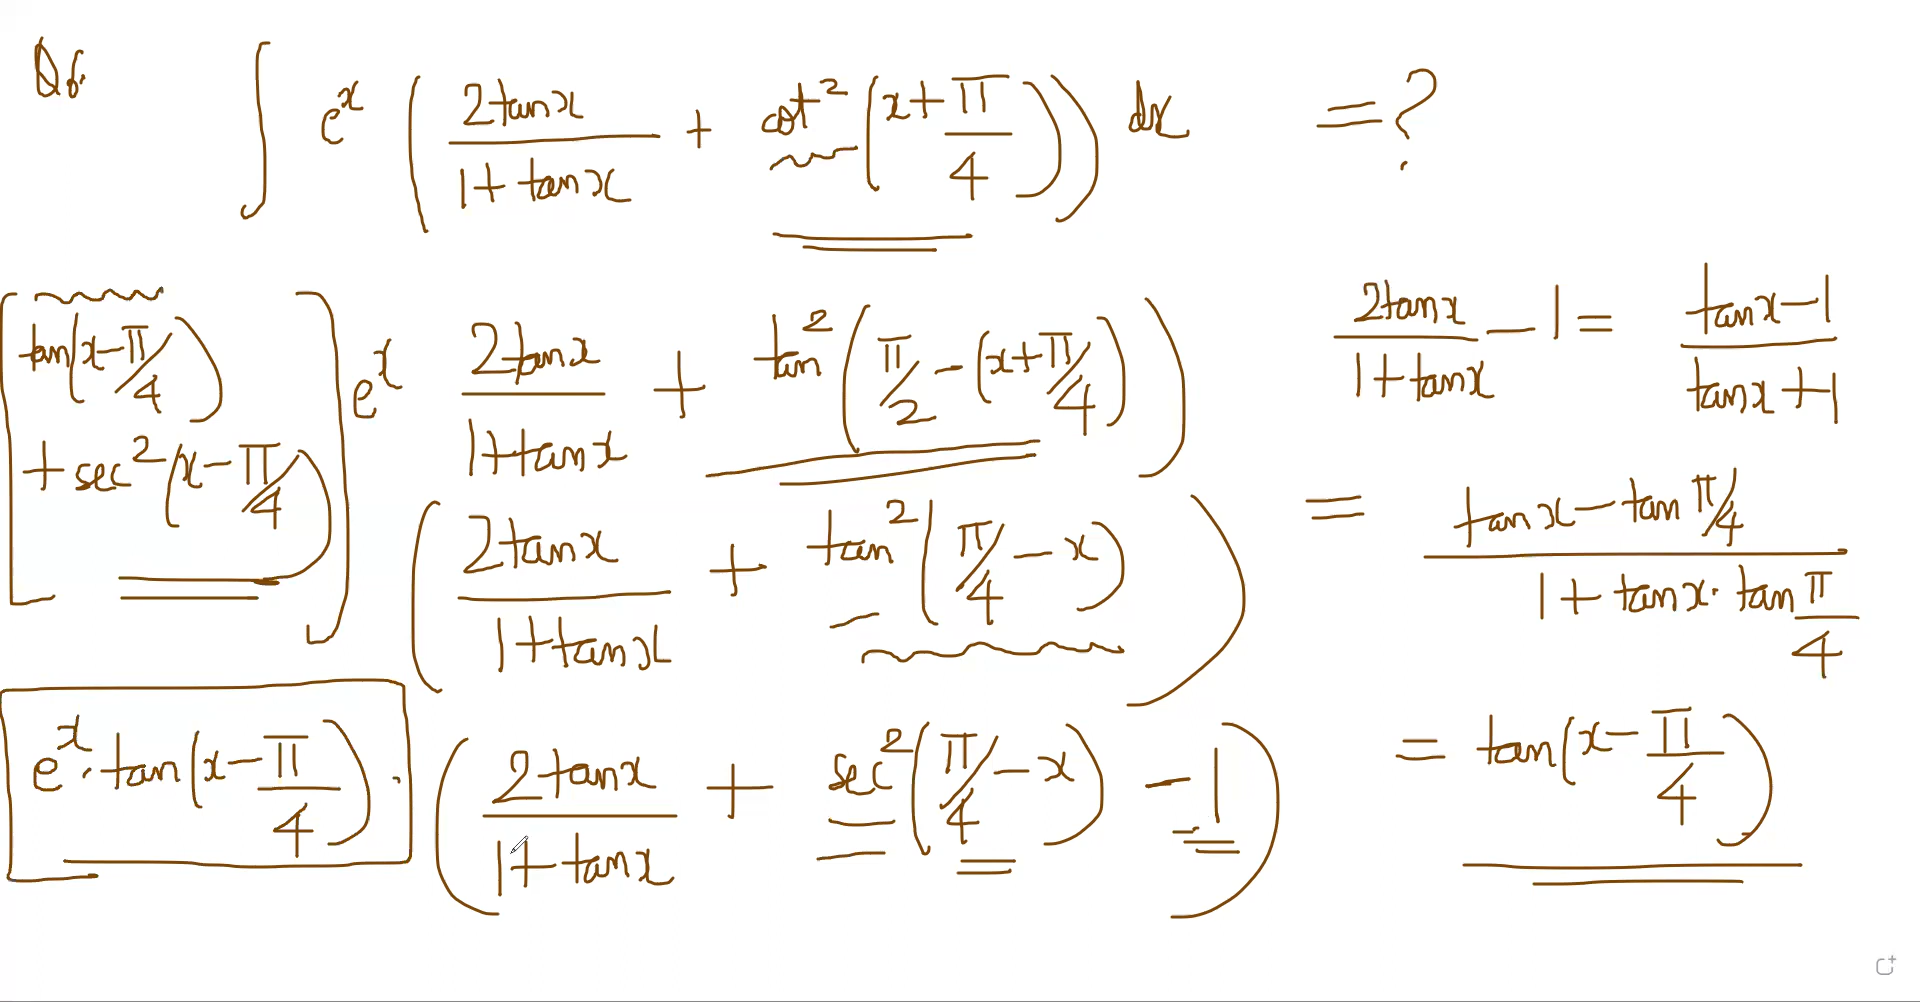 Q6. ∫ e^x ( 2tanx / (1+tanx) + cot²(x+π/4) ) dx = ?
[ tan(x-π/4) + sec²(x-π/4) ] e^x
2tanx / (1+tanx) + tan²(π/2 - (x+π/4)) )
( 2tanx / (1+tanx) + tan²(π/4 - x) )
( 2tanx / (1+tanx) + sec²(π/4 - x) - 1 )
e^x · tan(x-π/4) ·
2tanx / (1+tanx) - 1 = (tanx-1) / (tanx+1)
= (tanx - tanπ/4) / (1+tanx·tanπ/4)
= tan(x-π/4)